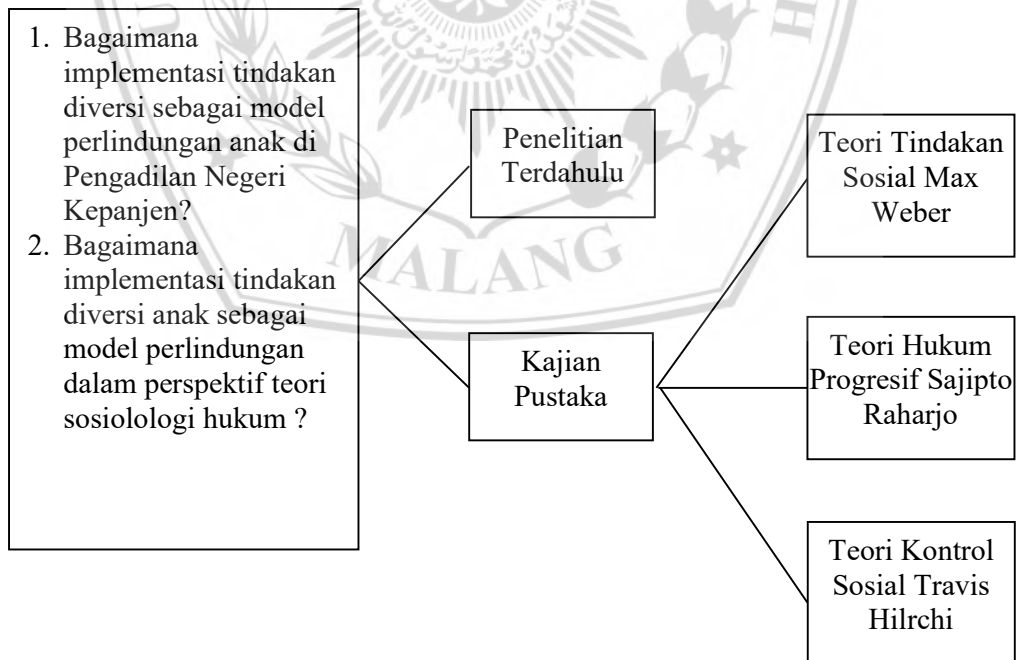 1. Bagaimana
implementasi tindakan
diversi sebagai model
perlindungan anak di
Pengadilan Negeri
Kepanjen?
2. Bagaimana
implementasi tindakan
diversi anak sebagai
model perlindungan
dalam perspektif teori
sosiolologi hukum ?
Penelitian
Terdahulu
Kajian
Pustaka
Teori Tindakan
Sosial Max
Weber
Teori Hukum
Progresif Sajipto
Raharjo
Teori Kontrol
Sosial Travis
Hilrchi
MALANG
U
H